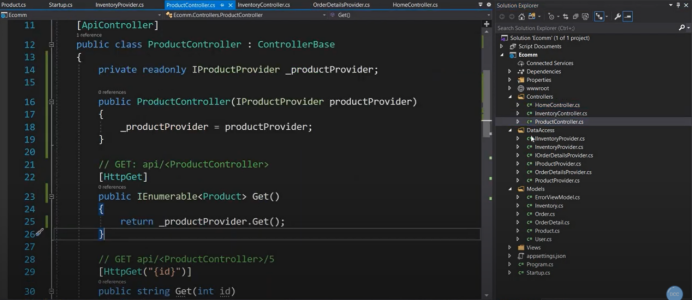 Product.cs Startup.cs InventoryProvider.cs ProductController.cs InventoryController.cs OrderDetailsProvider.cs HomeController.cs
Ecomm Ecomm.Controllers.ProductController Get()
11 [ApiController]
1 reference
12 public class ProductController : ControllerBase
13 {
14 private readonly IProductProvider _productProvider;
15
0 references
16 public ProductController(IProductProvider productProvider)
17 {
18 _productProvider = productProvider;
19 }
20
21 // GET: api/<ProductController>
22 [HttpGet]
0 references
23 public IEnumerable<Product> Get()
24 {
25 return _productProvider.Get();
26 }
27
28 // GET api/<ProductController>/5
29 [HttpGet("{id}")]
0 references
30 public string Get(int id)
Solution Explorer
Search Solution Explorer (Ctrl+;)
Solution 'Ecomm' (1 of 1 project)
Script Documents
Ecomm
Connected Services
Dependencies
Properties
wwwroot
Controllers
HomeController.cs
InventoryController.cs
ProductController.cs
DataAccess
IInventoryProvider.cs
InventoryProvider.cs
IOrderDetailsProvider.cs
IProductProvider.cs
OrderDetailsProvider.cs
ProductProvider.cs
Models
ErrorViewModel.cs
Inventory.cs
Order.cs
OrderDetail.cs
Product.cs
User.cs
Views
appsettings.json
Program.cs
Startup.cs